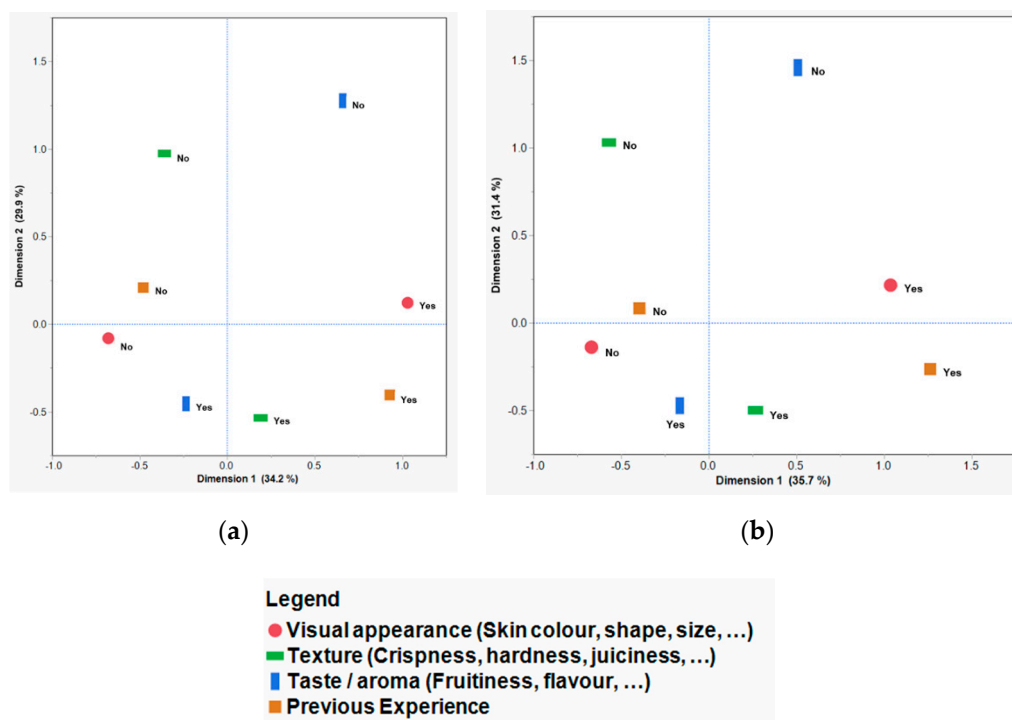 1.5
1.0
0.5
0.0
-0.5
-1.0
-0.5
0.0
0.5
1.0
Dimension 2 (29.9 %)
Dimension 1 (34.2 %)
No
No
No
Yes
No
Yes
Yes
Yes
(a)
1.5
1.0
0.5
0.0
-0.5
-1.0
-0.5
0.0
0.5
1.0
1.5
Dimension 2 (31.4 %)
Dimension 1 (35.7 %)
No
No
Yes
No
No
Yes
Yes
Yes
(b)
Legend
Visual appearance (Skin colour, shape, size, …)
Texture (Crispness, hardness, juiciness, …)
Taste / aroma (Fruitiness, flavour, …)
Previous Experience